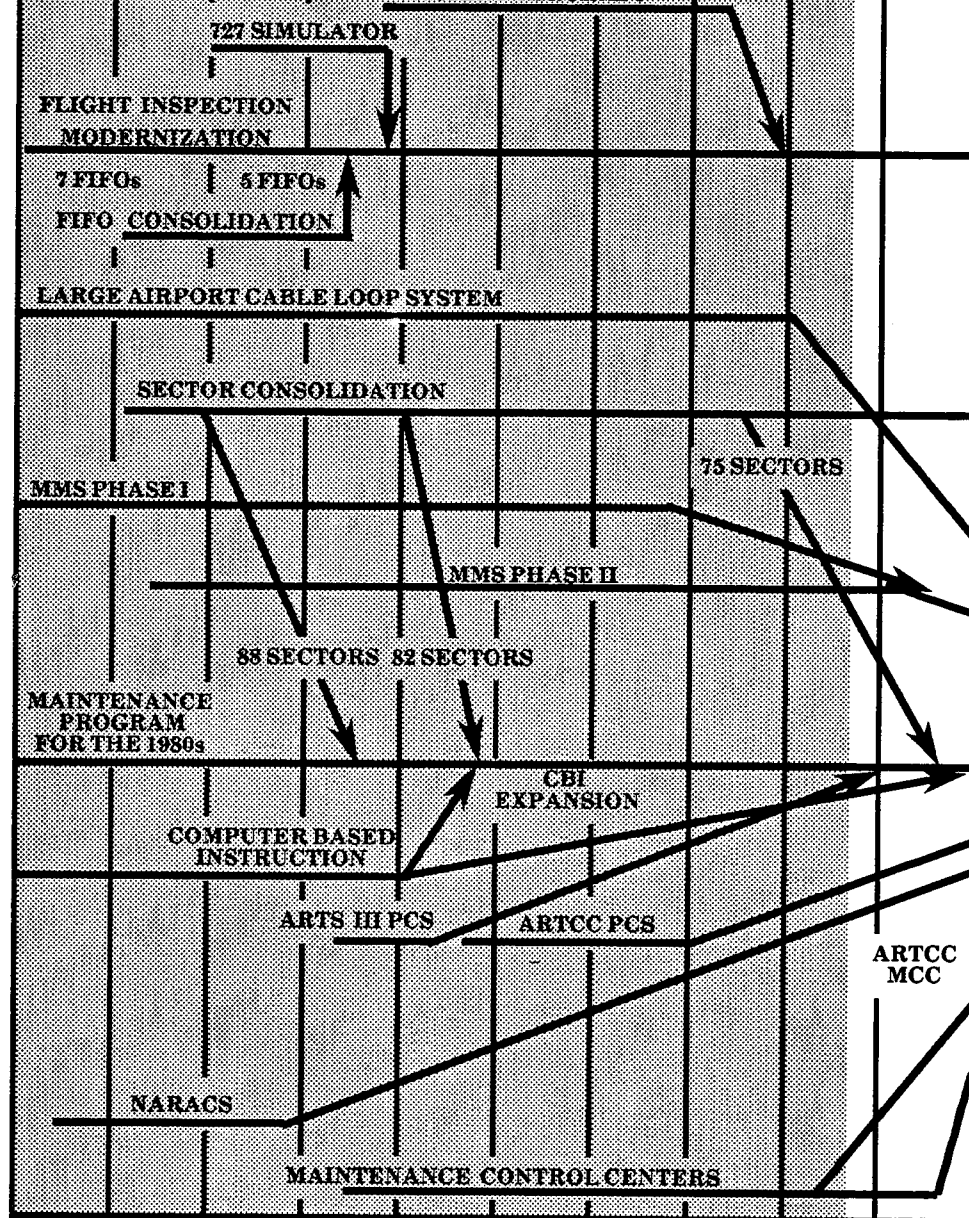 727 SIMULATOR
FLIGHT INSPECTION
MODERNIZATION
7 FIFOs
5 FIFOs
FIFO CONSOLIDATION
LARGE AIRPORT CABLE LOOP SYSTEM
SECTOR CONSOLIDATION
75 SECTORS
MMS PHASE I
MMS PHASE II
88 SECTORS
82 SECTORS
MAINTENANCE
PROGRAM
FOR THE 1980s
CBI
EXPANSION
COMPUTER BASED
INSTRUCTION
ARTS III PCS
ARTCC PCS
ARTCC
MCC
NARACS
MAINTENANCE CONTROL CENTERS